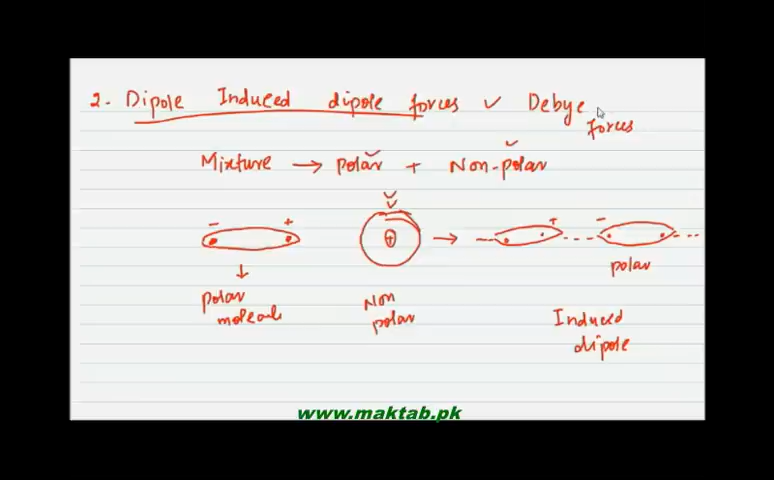 2. Dipole Induced dipole forces ✓ Debye forces
Mixture → polar + Non-polar
- + + → + -
polar
polar molecule
Non polar
Induced dipole
www.maktab.pk